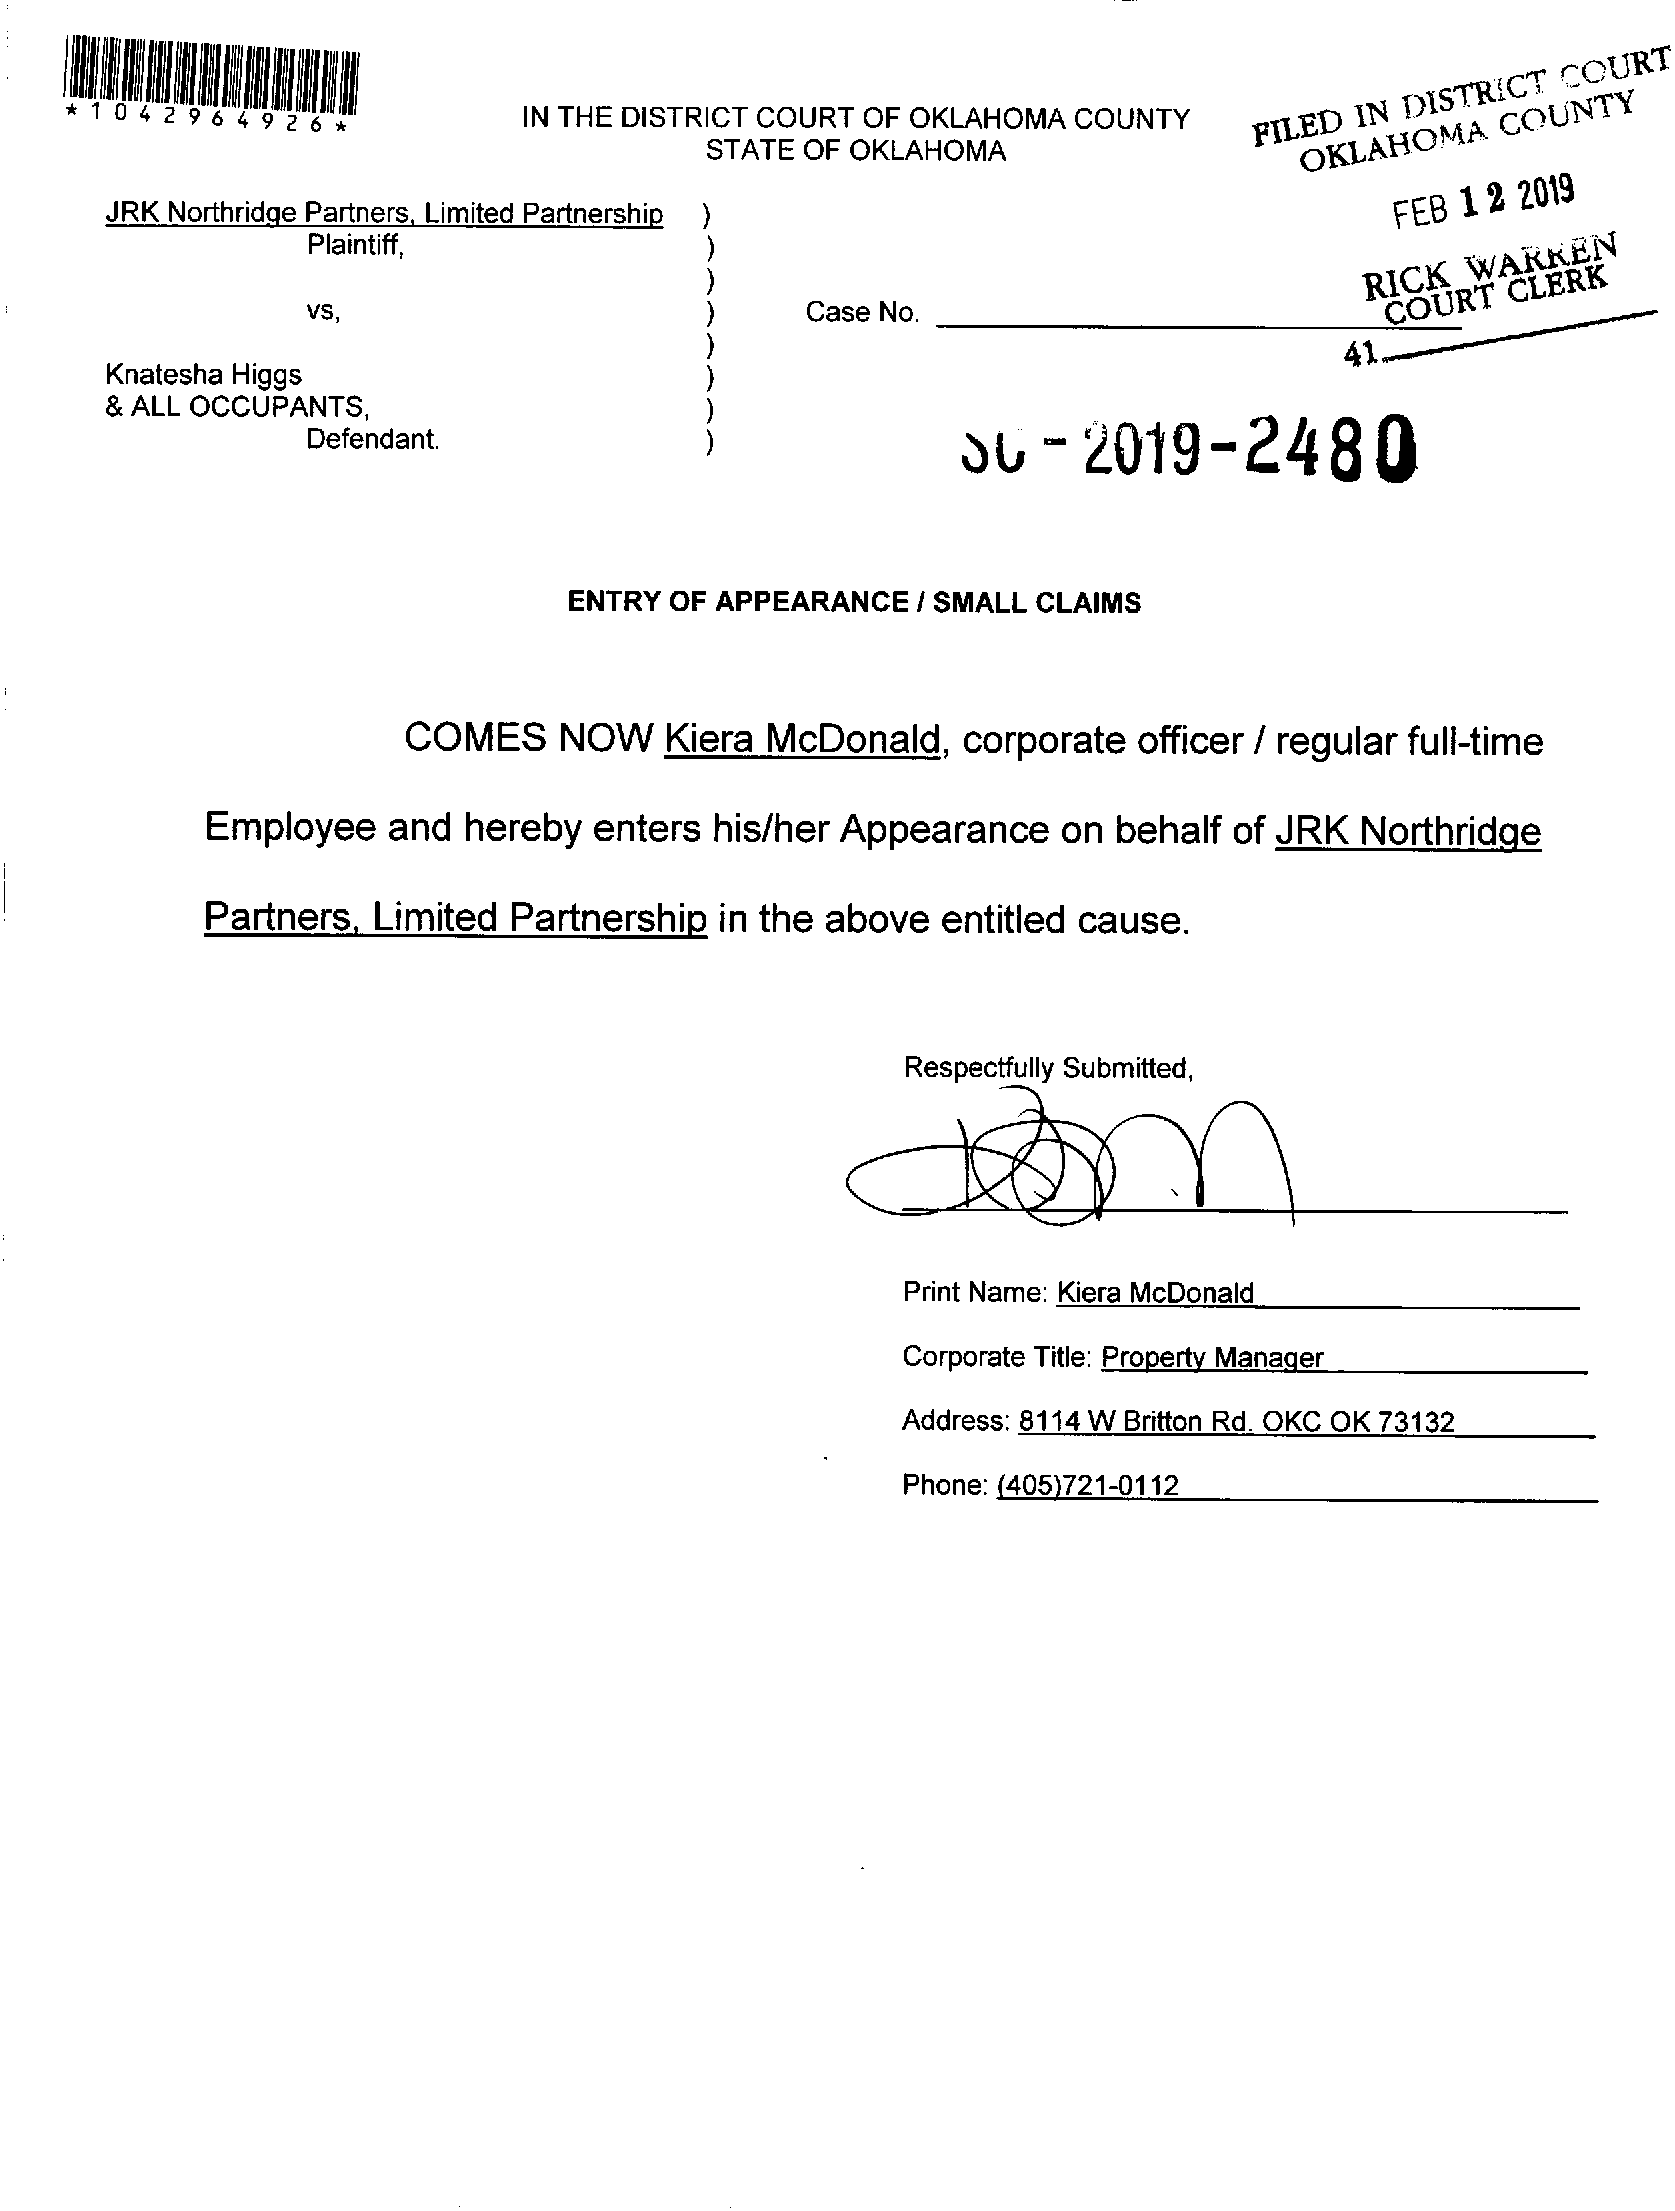 *1042964926*
IN THE DISTRICT COURT OF OKLAHOMA COUNTY
STATE OF OKLAHOMA
FILED IN DISTRICT COURT
OKLAHOMA COUNTY
FEB 12 2019
RICK WARREN
COURT CLERK
41
JRK Northridge Partners, Limited Partnership )
Plaintiff, )
)
vs, ) Case No.
)
Knatesha Higgs )
& ALL OCCUPANTS, )
Defendant. )
SC-2019-2480
ENTRY OF APPEARANCE / SMALL CLAIMS
COMES NOW Kiera McDonald, corporate officer / regular full-time
Employee and hereby enters his/her Appearance on behalf of JRK Northridge
Partners, Limited Partnership in the above entitled cause.
Respectfully Submitted,
Print Name: Kiera McDonald
Corporate Title: Property Manager
Address: 8114 W Britton Rd. OKC OK 73132
Phone: (405)721-0112